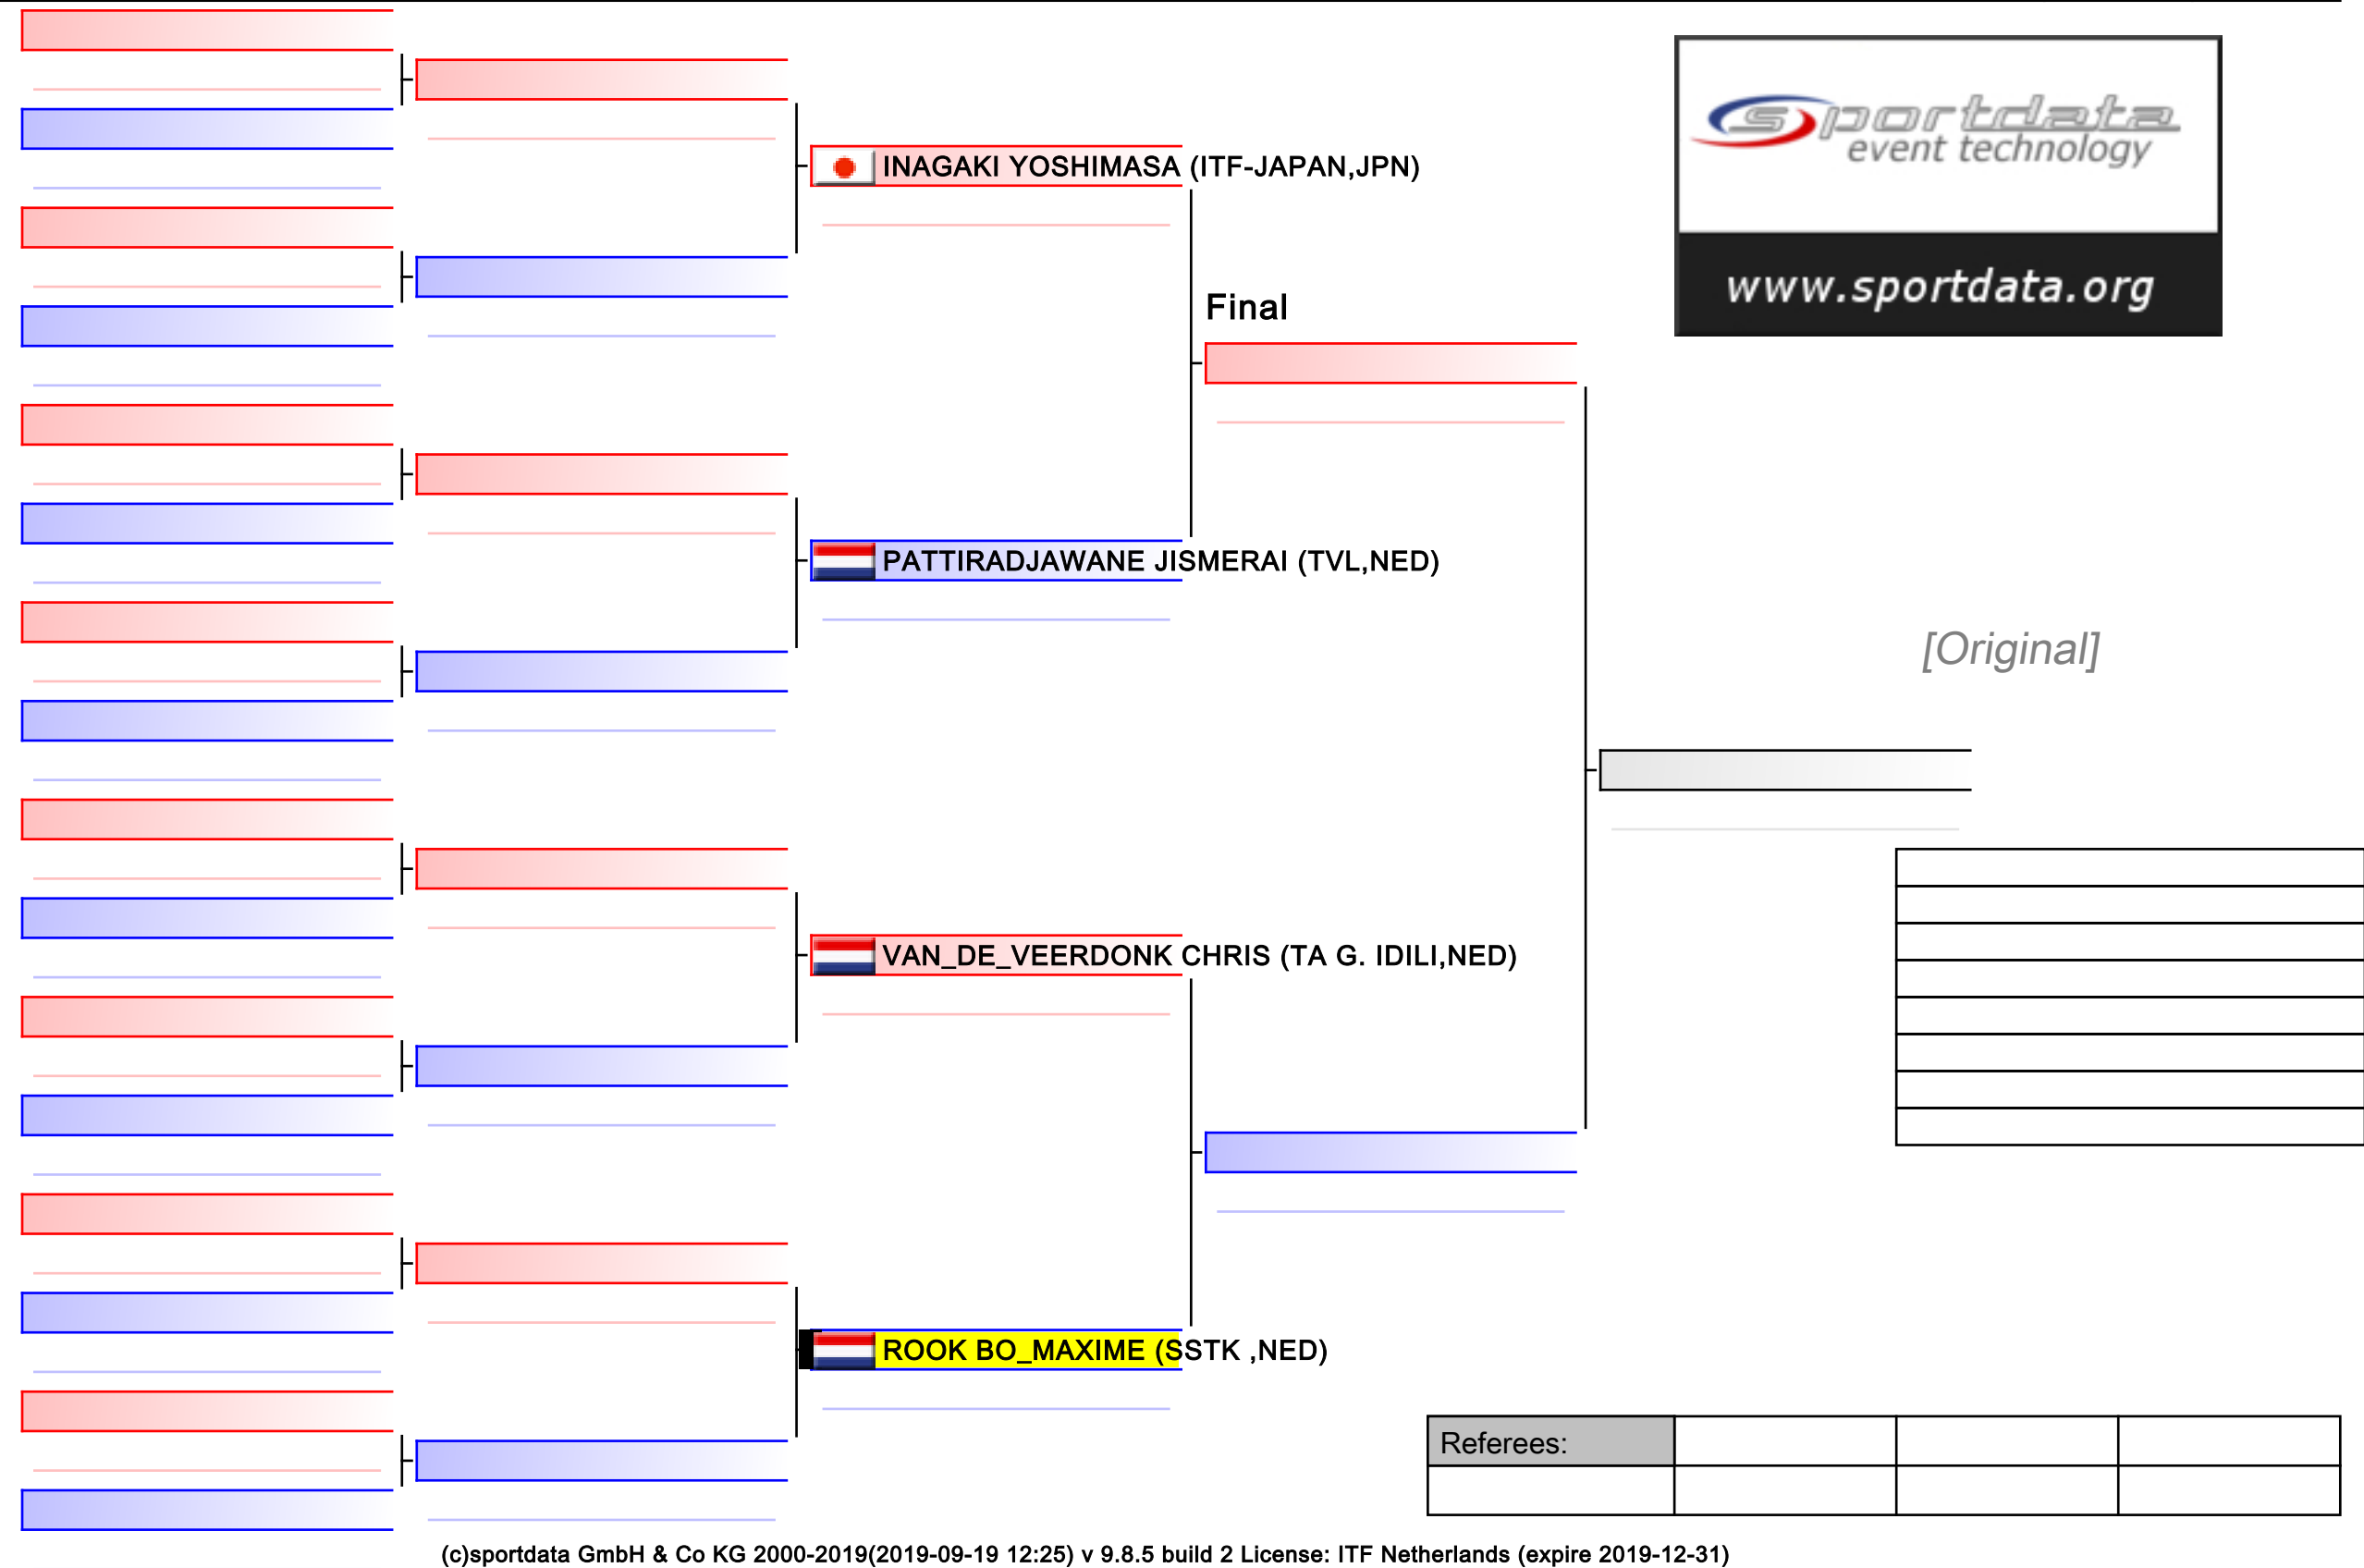 sportdata
event technology
www.sportdata.org
INAGAKI YOSHIMASA (ITF-JAPAN,JPN)
Final
PATTIRADJAWANE JISMERAI (TVL,NED)
[Original]
VAN_DE_VEERDONK CHRIS (TA G. IDILI,NED)
ROOK BO_MAXIME (SSTK ,NED)
Referees:
(c)sportdata GmbH & Co KG 2000-2019(2019-09-19 12:25) v 9.8.5 build 2 License: ITF Netherlands (expire 2019-12-31)